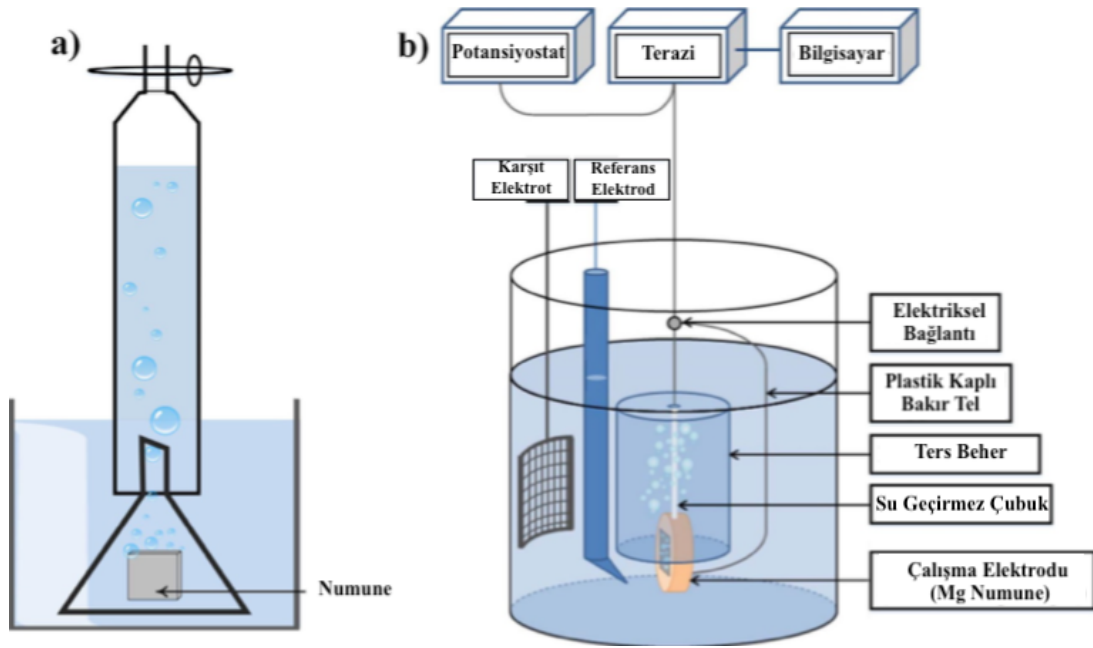 a)
Numune
b)
Potansiyostat
Terazi
Bilgisayar
Karşıt
Elektrot
Referans
Elektrod
Elektriksel
Bağlantı
Plastik Kaplı
Bakır Tel
Ters Beher
Su Geçirmez Çubuk
Çalışma Elektrodu
(Mg Numune)